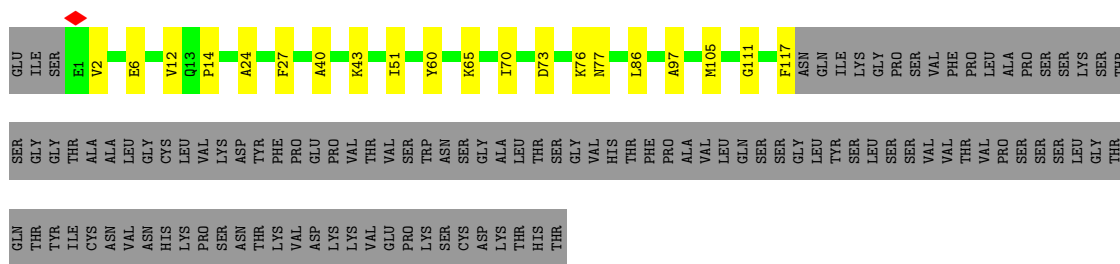 GLU ILE SER E1 V2 E6 V12 Q13 P14 A24 F27 A40 K43 I51 Y60 K65 I70 D73 K76 N77 L86 A97 M105 G111 F117 ASN GLN ILE LYS GLY PRO SER VAL PHE PRO LEU ALA PRO SER SER LYS SER THR
SER GLY GLY THR ALA ALA LEU GLY CYS LEU VAL LYS ASP TYR PHE PRO GLU PRO VAL THR VAL SER TRP ASN SER GLY ALA LEU THR SER GLY VAL HIS THR PHE PRO ALA VAL LEU GLN SER SER GLY LEU TYR SER LEU SER SER VAL VAL THR VAL PRO SER SER SER LEU GLY THR
GLN THR TYR ILE CYS ASN VAL ASN HIS LYS PRO SER ASN THR LYS VAL ASP LYS LYS VAL GLU PRO LYS SER CYS ASP LYS THR HIS THR